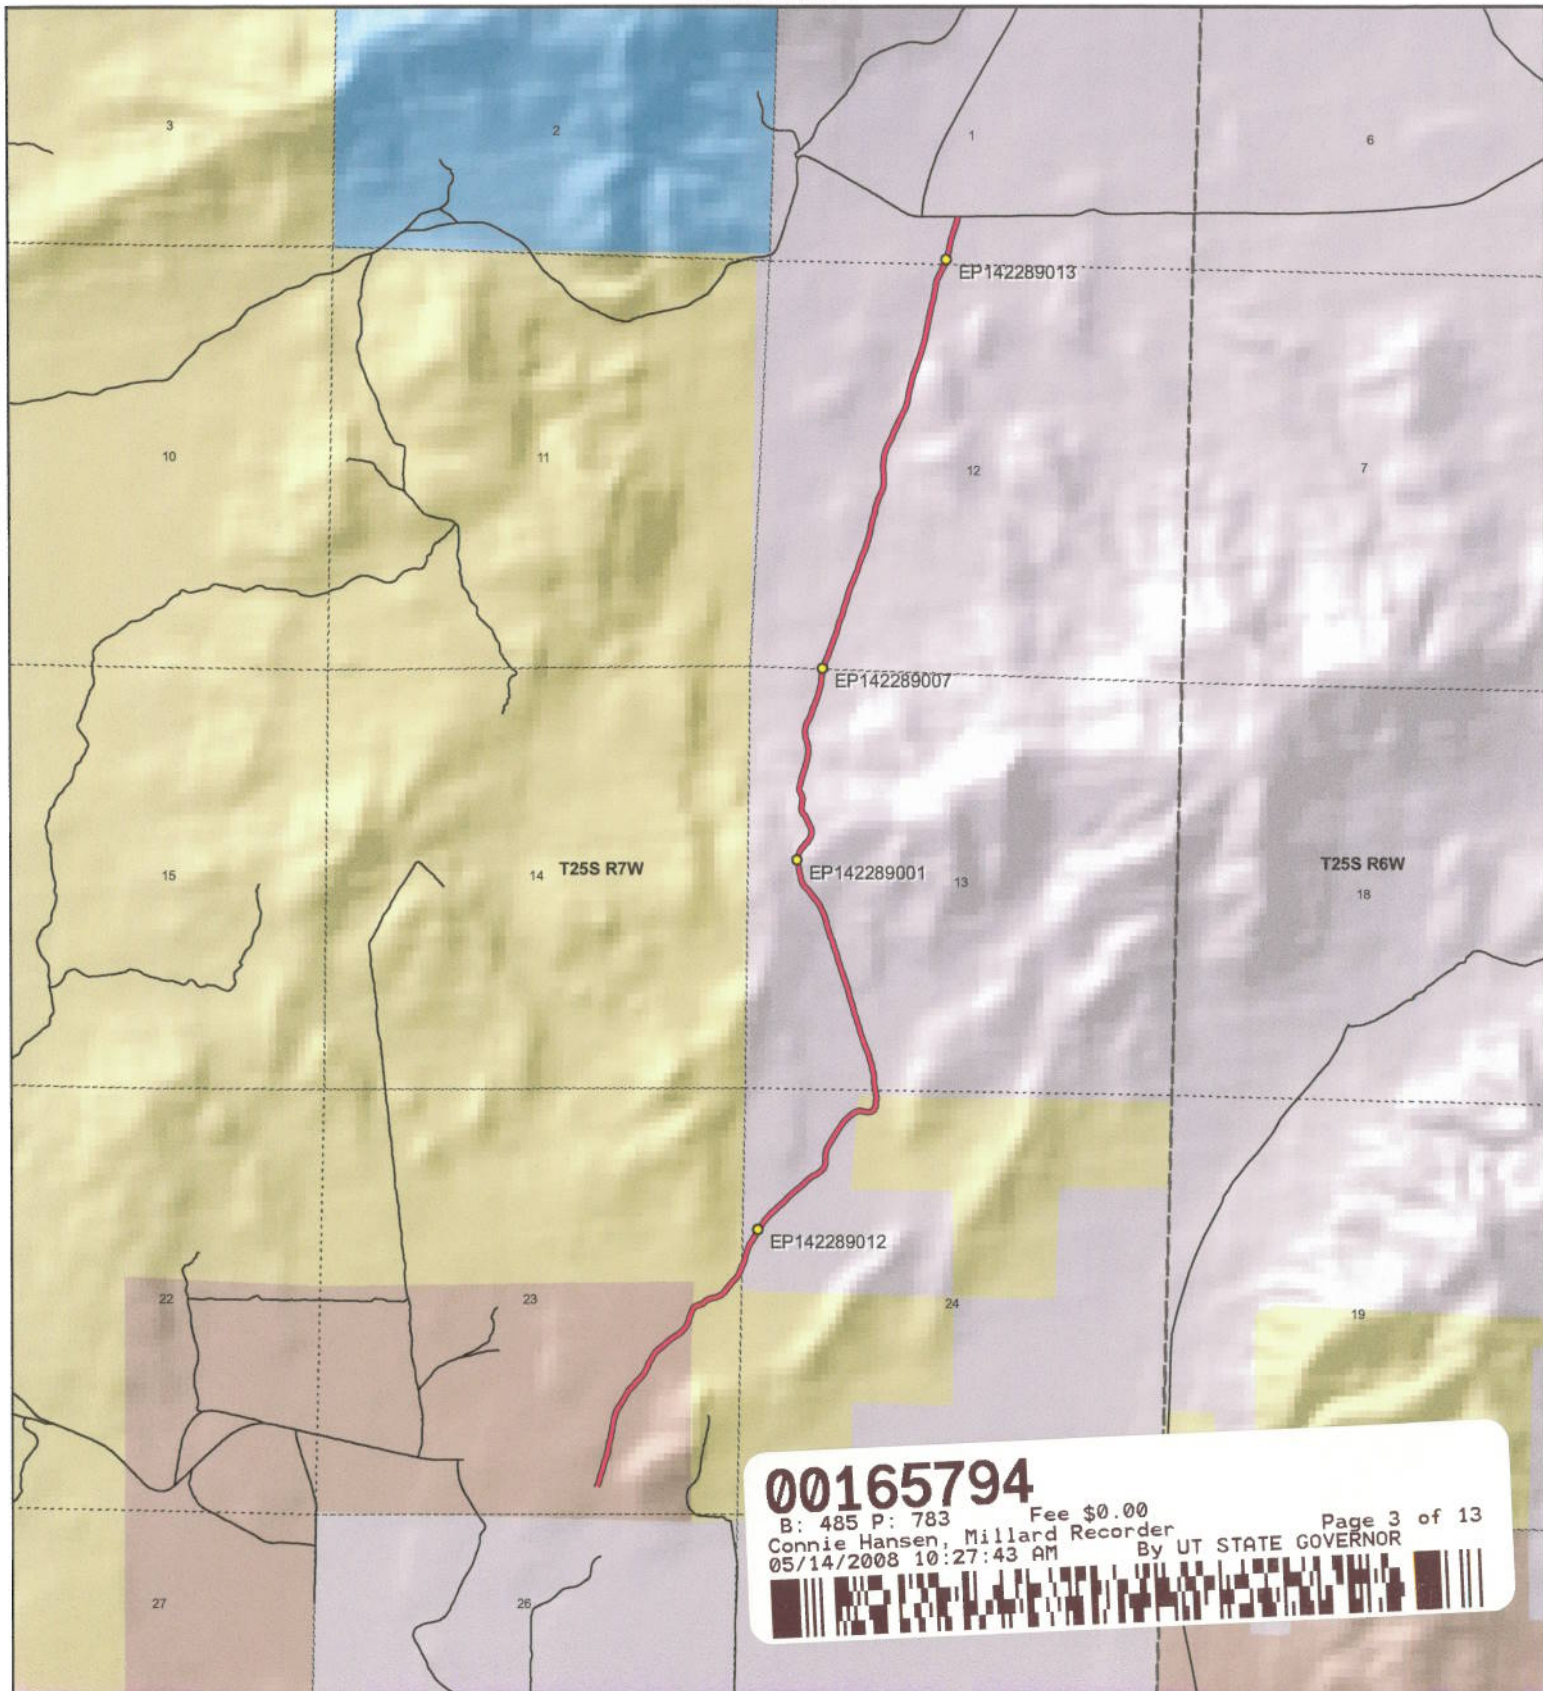 3
2
1
6
EP142289013
10
11
12
7
EP142289007
15
14 T25S R7W
EP142289001
13
T25S R6W
18
EP142289012
22
23
24
19
27
26
00165794
B: 485 P: 783 Fee $0.00 Page 3 of 13
Connie Hansen, Millard Recorder
05/14/2008 10:27:43 AM By UT STATE GOVERNOR